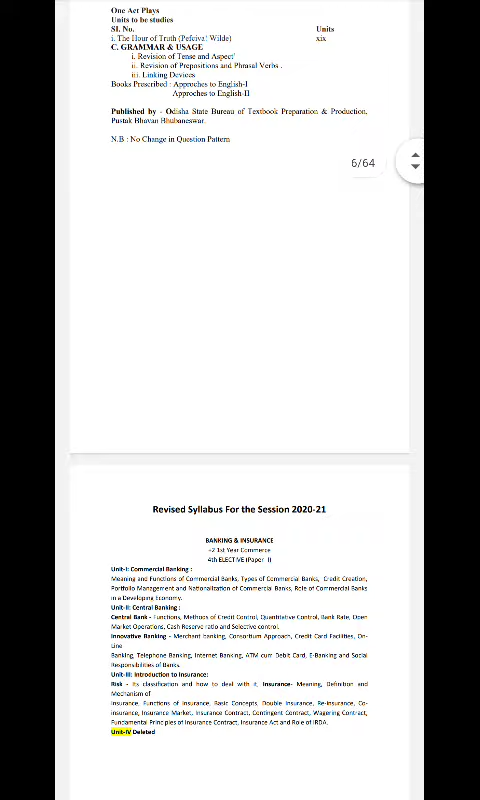 One Act Plays
Units to be studies
SI. No. Units
i. The Hour of Truth (Pefciva! Wilde) xix
C. GRAMMAR & USAGE
i. Revision of Tense and Aspect'
ii. Revision of Prepositions and Phrasal Verbs .
iii. Linking Devices
Books Prescribed : Approches to English-I
Approches to English-II
Published by - Odisha State Bureau of Textbook Preparation & Production,
Pustak Bhavan Bhubaneswar.
N.B : No Change in Question Pattern
6/64
Revised Syllabus For the Session 2020-21
BANKING & INSURANCE
+2 1st Year Commerce
4th ELECTIVE (Paper -I)
Unit-I: Commercial Banking :
Meaning and Functions of Commercial Banks, Types of Commercial Banks, Credit Creation,
Portfolio Management and Nationalization of Commercial Banks, Role of Commercial Banks
in a Developing Economy.
Unit-II: Central Banking :
Central Bank - Functions, Methods of Credit Control, Quantitative Control, Bank Rate, Open
Market Operations, Cash Reserve ratio and Selective control.
Innovative Banking - Merchant banking, Consortium Approach, Credit Card Facilities, On-
Line
Banking, Telephone Banking, Internet Banking, ATM cum Debit Card, E-Banking and Social
Responsibilities of Banks.
Unit-III: Introduction to Insurance:
Risk - Its classification and how to deal with it, Insurance- Meaning, Definition and
Mechanism of
insurance, Functions of Insurance, Basic Concepts, Double Insurance, Re-insurance, Co-
insurance, Insurance Market, Insurance Contract, Contingent Contract, Wagering Contract,
Fundamental Principles of Insurance Contract, Insurance Act and Role of IRDA.
Unit-IV Deleted